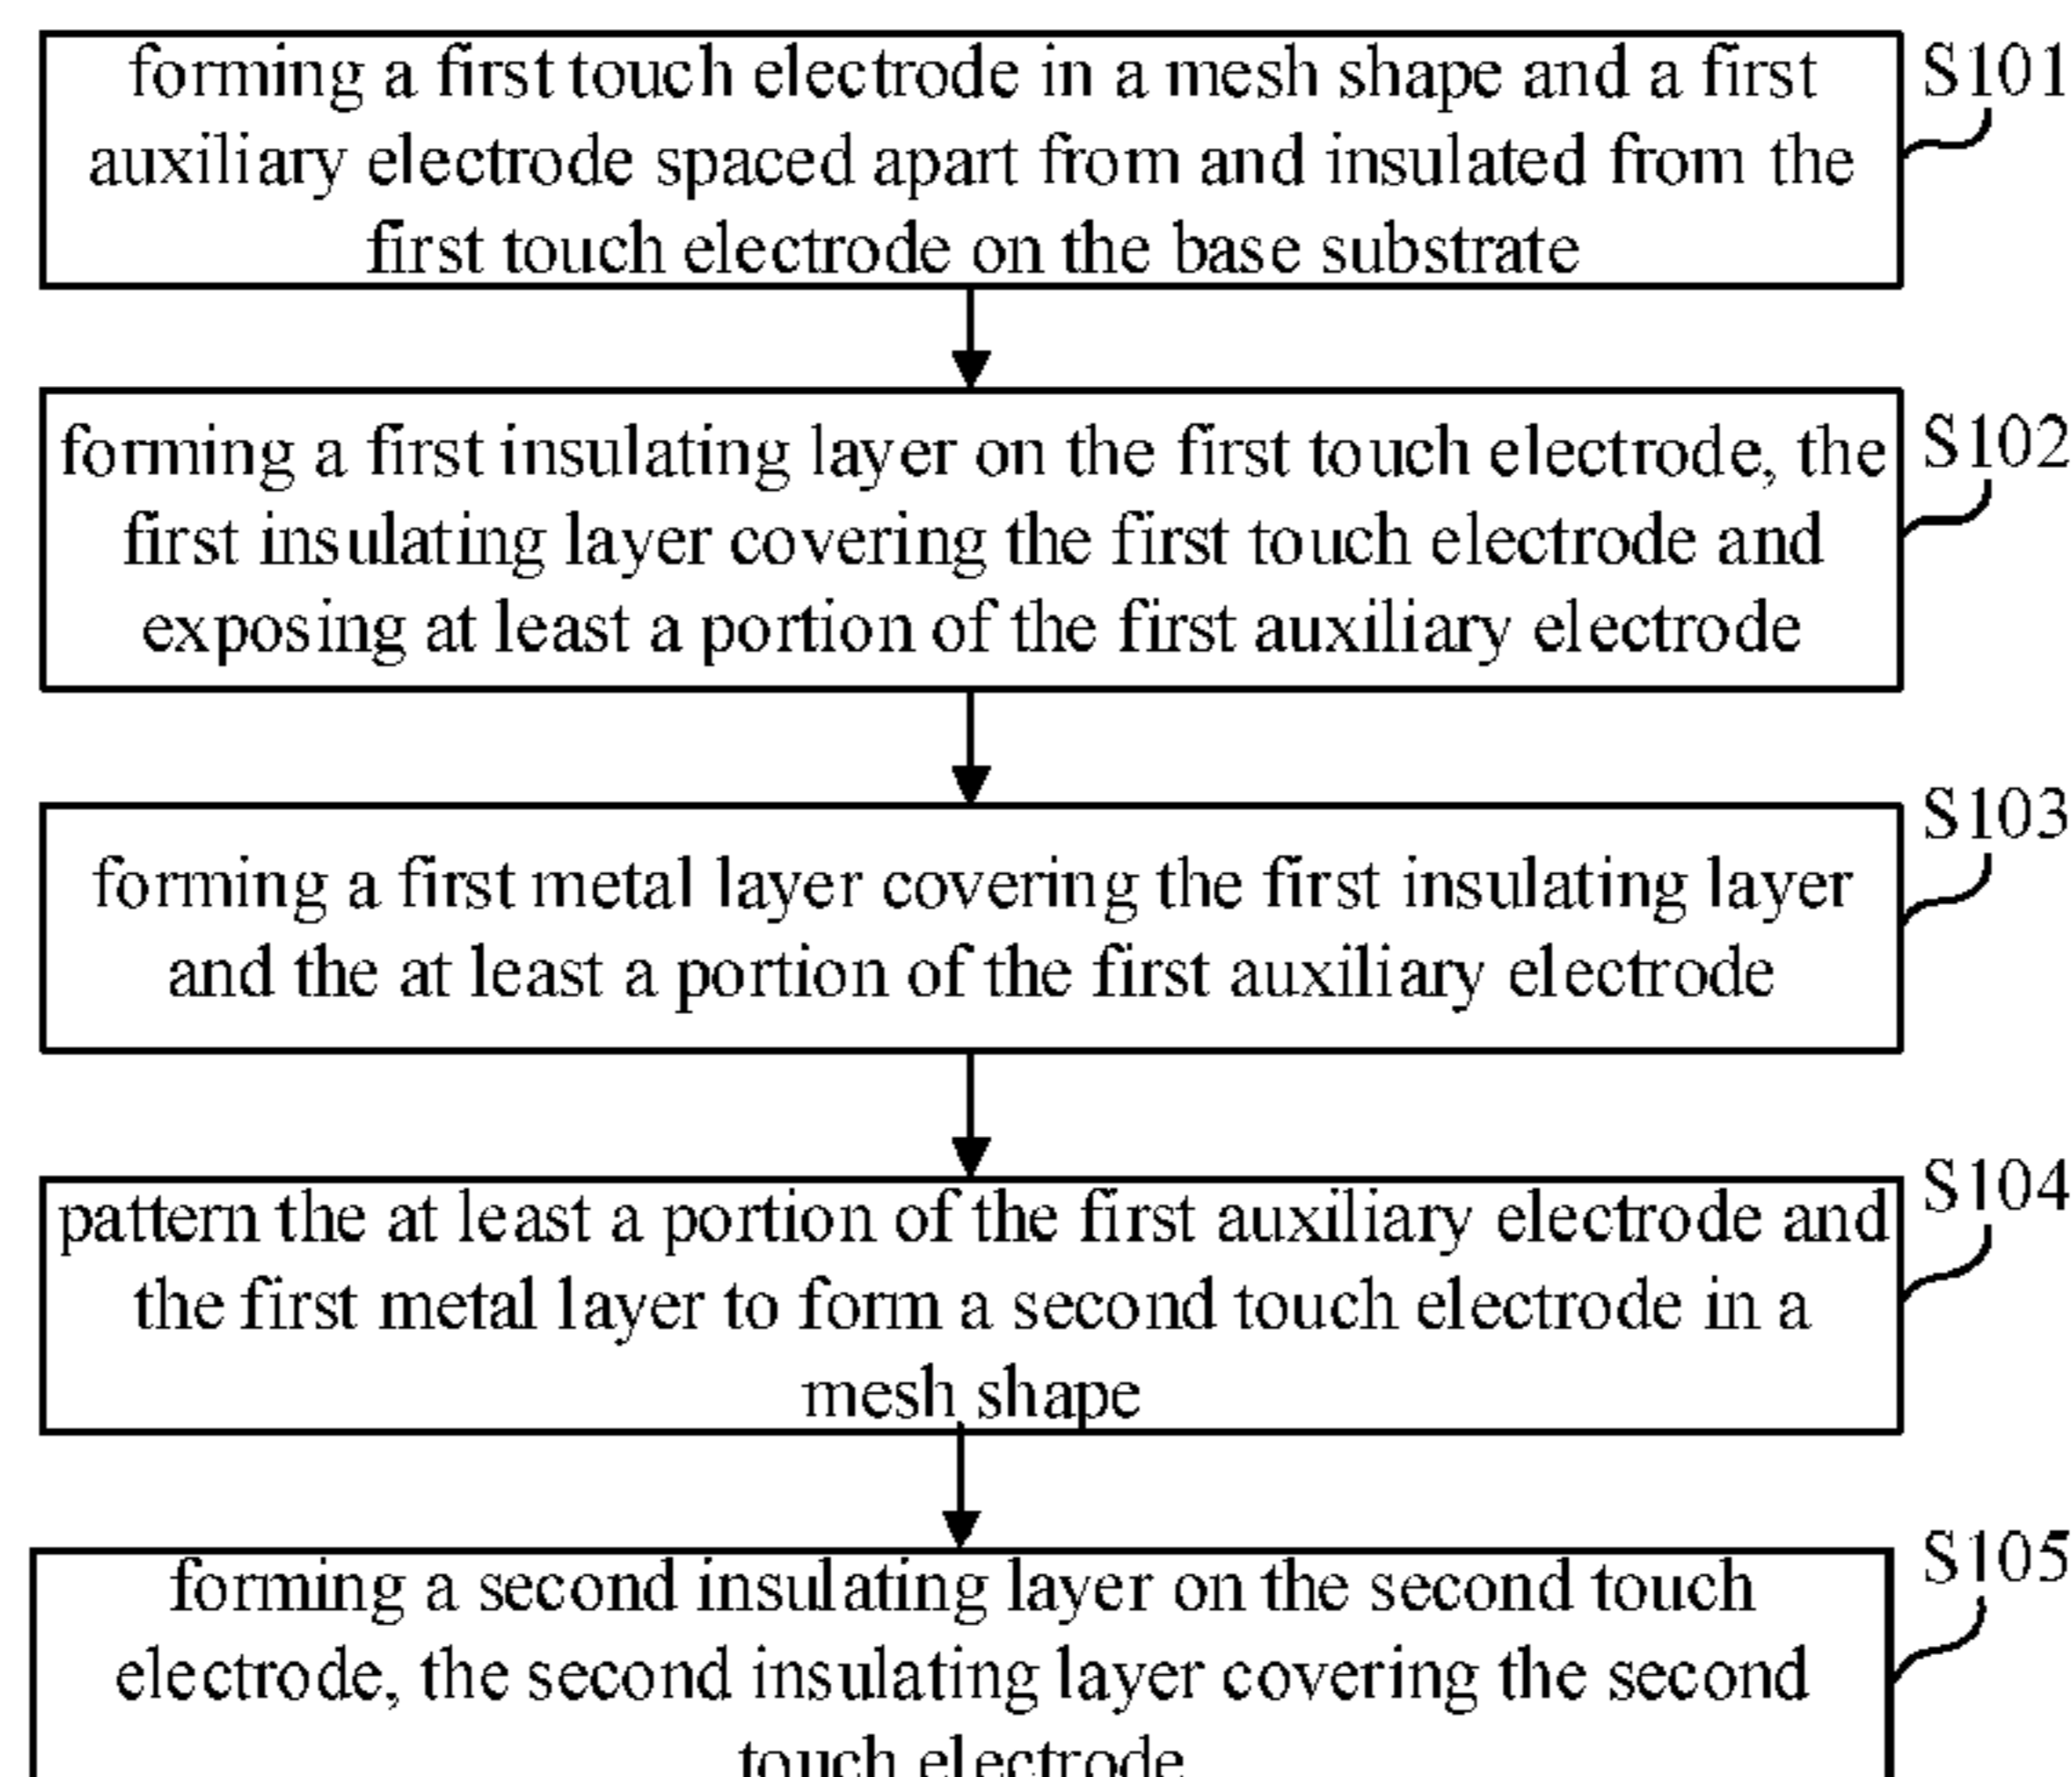 forming a first touch electrode in a mesh shape and a first
auxiliary electrode spaced apart from and insulated from the
first touch electrode on the base substrate
S101
forming a first insulating layer on the first touch electrode, the
first insulating layer covering the first touch electrode and
exposing at least a portion of the first auxiliary electrode
S102
forming a first metal layer covering the first insulating layer
and the at least a portion of the first auxiliary electrode
S103
pattern the at least a portion of the first auxiliary electrode and
the first metal layer to form a second touch electrode in a
mesh shape
S104
forming a second insulating layer on the second touch
electrode, the second insulating layer covering the second
touch electrode
S105